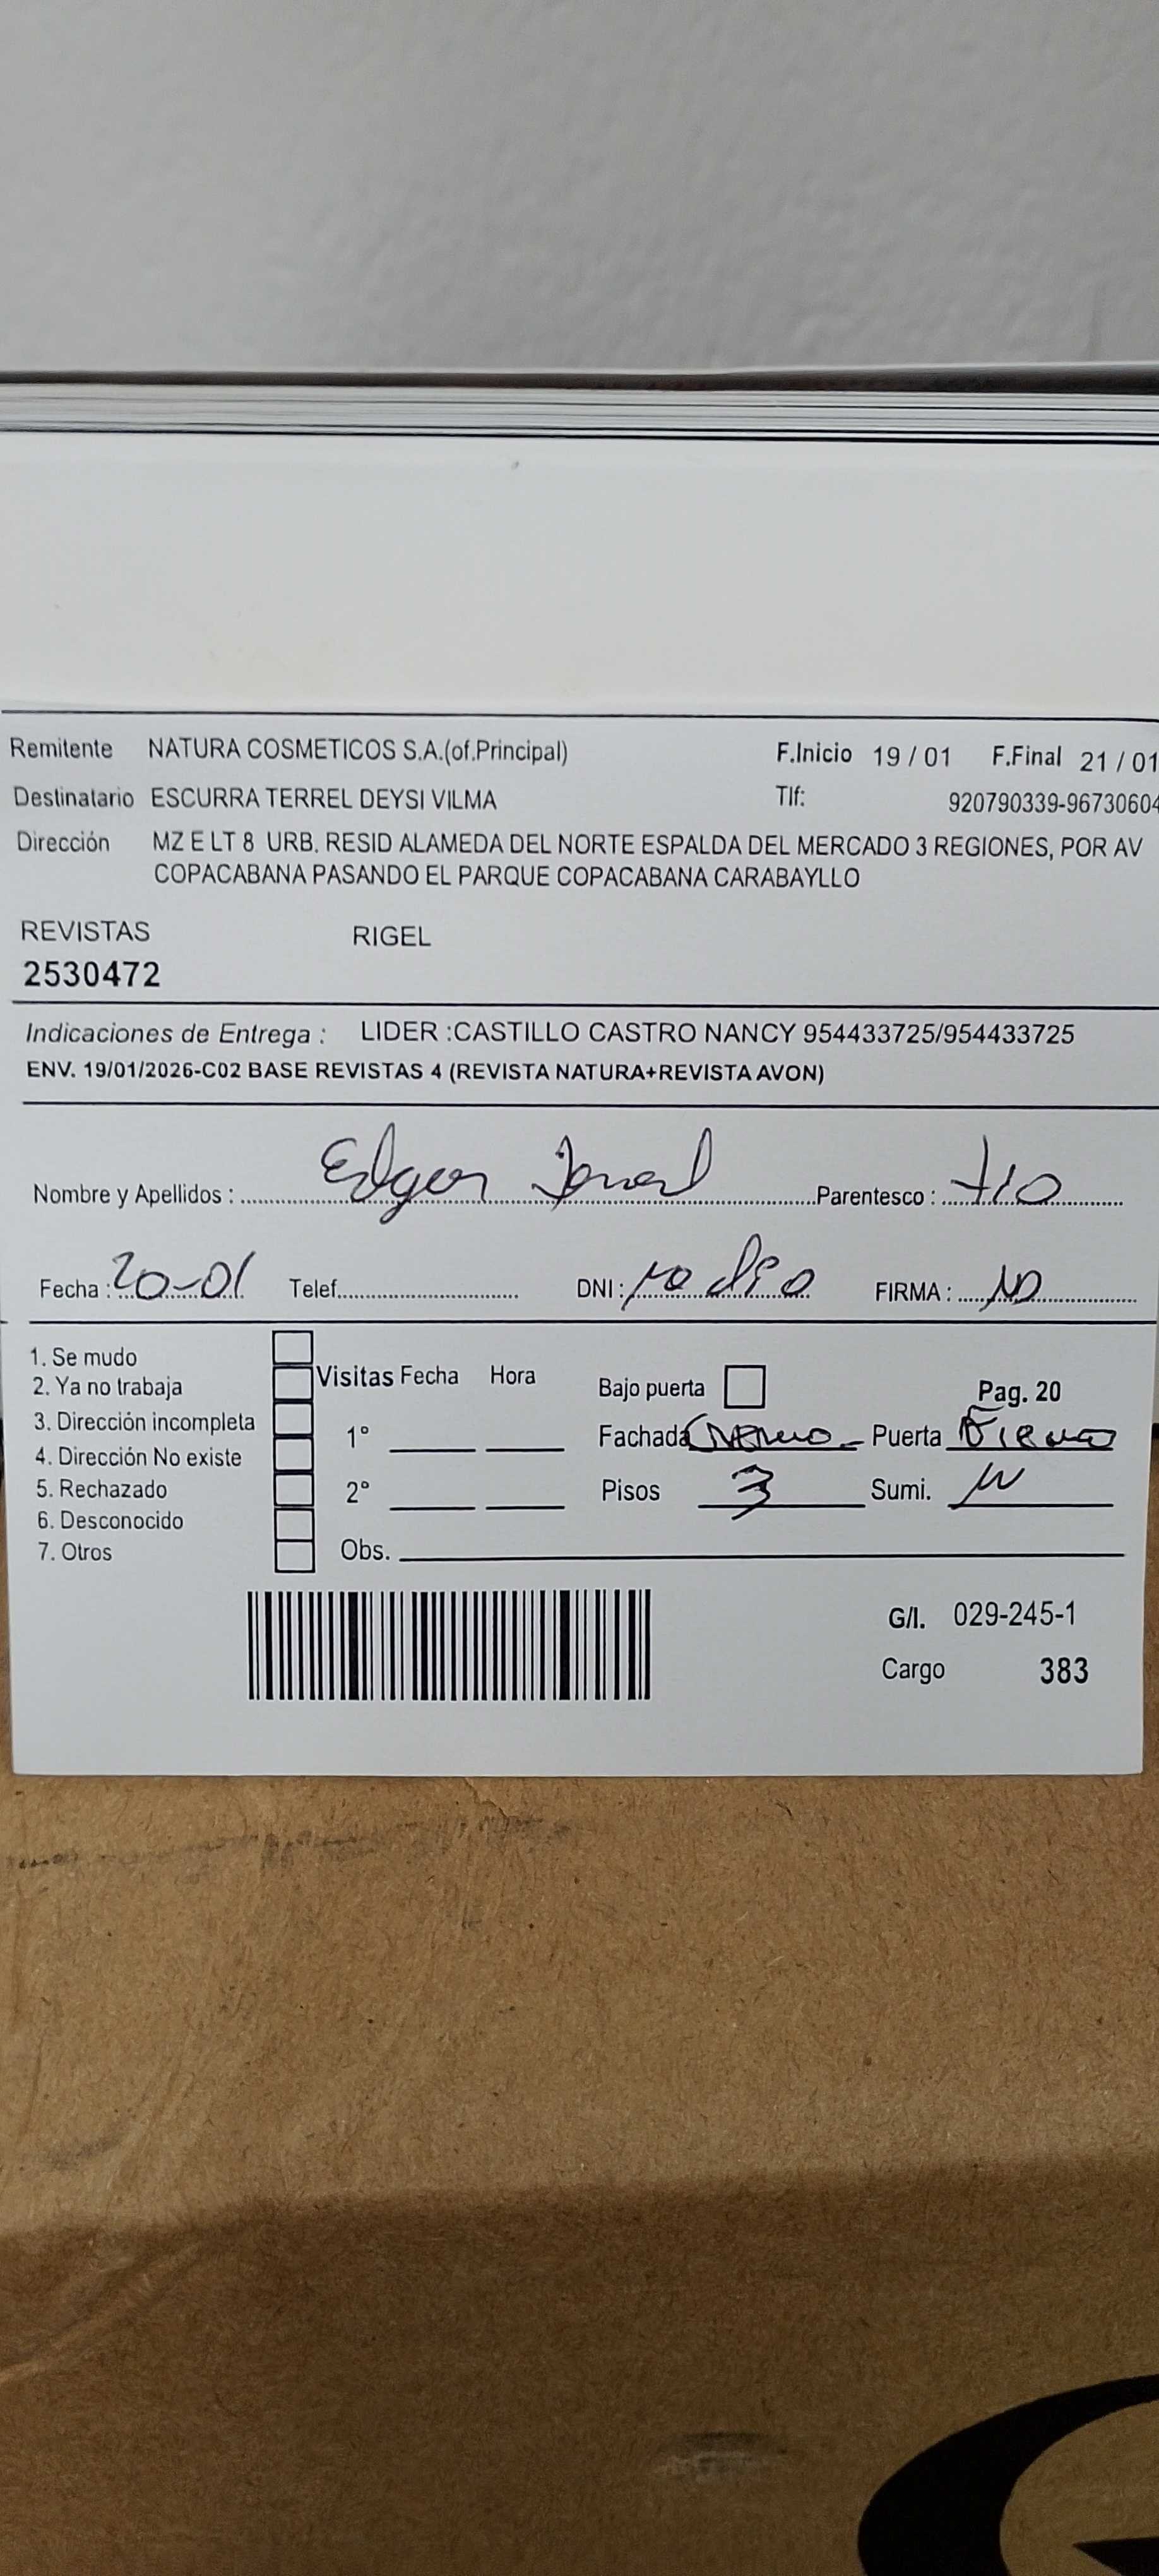 Remitente NATURA COSMETICOS S.A.(of.Principal) F.Inicio 19 / 01 F.Final 21 / 01
Destinatario ESCURRA TERREL DEYSI VILMA Tlf: 920790339-96730604
Dirección MZ E LT 8 URB. RESID ALAMEDA DEL NORTE ESPALDA DEL MERCADO 3 REGIONES, POR AV
COPACABANA PASANDO EL PARQUE COPACABANA CARABAYLLO
REVISTAS RIGEL
2530472
Indicaciones de Entrega : LIDER :CASTILLO CASTRO NANCY 954433725/954433725
ENV. 19/01/2026-C02 BASE REVISTAS 4 (REVISTA NATURA+REVISTA AVON)
Nombre y Apellidos : Edgar Parentesco : tio
Fecha : 20-01 Telef. DNI : no dio FIRMA : NO
1. Se mudo
2. Ya no trabaja Visitas Fecha Hora Bajo puerta Pag. 20
3. Dirección incompleta 1° Fachada Puerta Fierro
4. Dirección No existe
5. Rechazado 2° Pisos 3 Sumi.
6. Desconocido
7. Otros Obs.
G/I. 029-245-1
Cargo 383